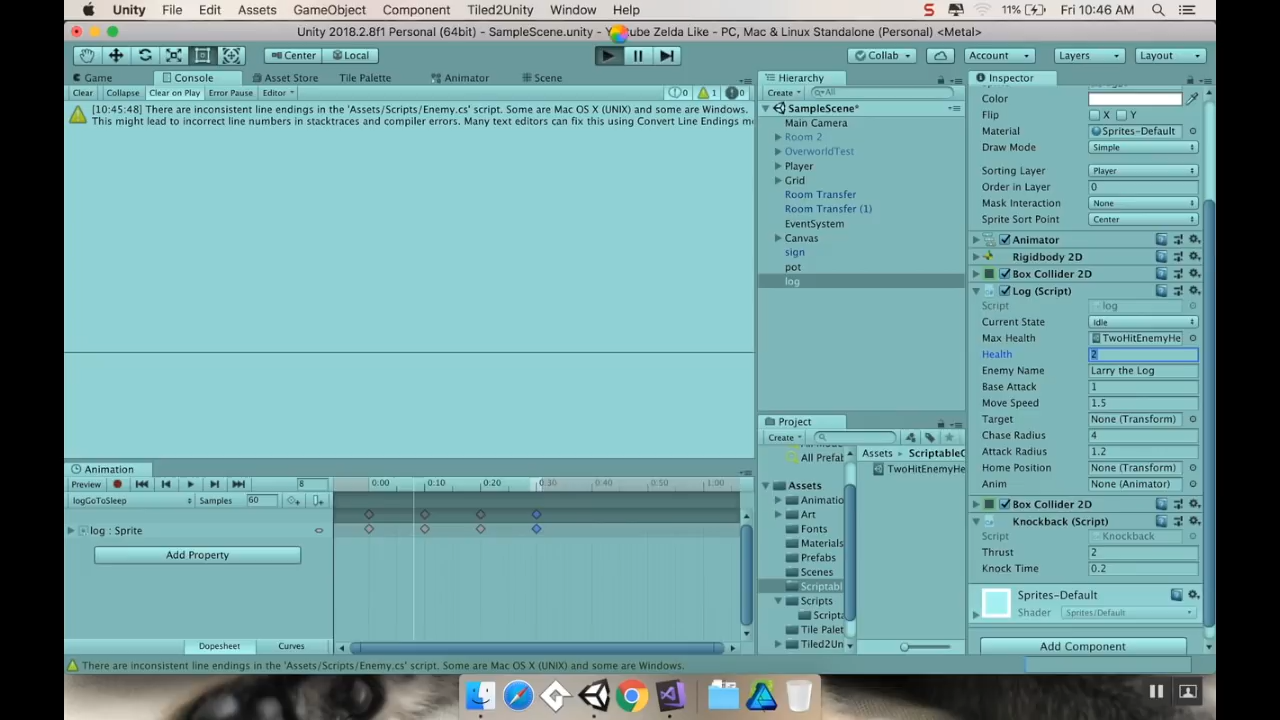 Unity File Edit Assets GameObject Component Tiled2Unity Window Help S 11% Fri 10:46 AM
Unity 2018.2.8f1 Personal (64bit) - SampleScene.unity - tube Zelda Like - PC, Mac & Linux Standalone (Personal) <Metal>
Center Local Collab Account Layers Layout
Game Console Asset Store Tile Palette Animator Scene
Clear Collapse Clear on Play Error Pause Editor 0 1 0
[10:45:48] There are inconsistent line endings in the 'Assets/Scripts/Enemy.cs' script. Some are Mac OS X (UNIX) and some are Windows.
This might lead to incorrect line numbers in stacktraces and compiler errors. Many text editors can fix this using Convert Line Endings m
Hierarchy
Create All
SampleScene*
Main Camera
Room 2
OverworldTest
Player
Grid
Room Transfer
Room Transfer (1)
EventSystem
Canvas
sign
pot
log
Inspector
Color
Flip X Y
Material Sprites-Default
Draw Mode Simple
Sorting Layer Player
Order in Layer 0
Mask Interaction None
Sprite Sort Point Center
Animator
Rigidbody 2D
Box Collider 2D
Log (Script)
Script log
Current State Idle
Max Health TwoHitEnemyHe
Health 2
Enemy Name Larry the Log
Base Attack 1
Move Speed 1.5
Target None (Transform)
Chase Radius 4
Attack Radius 1.2
Home Position None (Transform)
Anim None (Animator)
Box Collider 2D
Knockback (Script)
Script Knockback
Thrust 2
Knock Time 0.2
Sprites-Default
Shader Sprites/Default
Add Component
Project
Create
All Prefab
Assets
Animatio
Art
Fonts
Materials
Prefabs
Scenes
Scriptabl
Scripts
Scripta
Tile Palet
Tiled2Un
Assets ScriptableO
TwoHitEnemyHe
Animation
Preview 8 0:00 0:10 0:20 0:30 0:40 0:50 1:00
logGoToSleep Samples 60
log : Sprite
Add Property
Dopesheet Curves
There are inconsistent line endings in the 'Assets/Scripts/Enemy.cs' script. Some are Mac OS X (UNIX) and some are Windows.